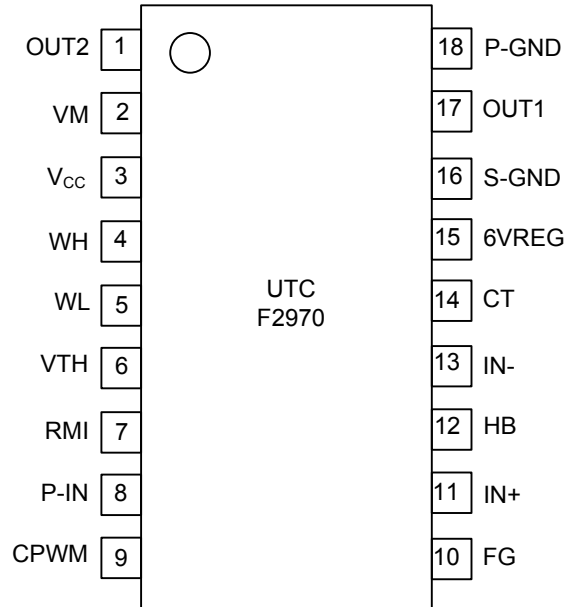 OUT2 1 18 P-GND
VM 2 17 OUT1
VCC 3 16 S-GND
WH 4 15 6VREG
WL 5 14 CT
UTC
F2970
VTH 6 13 IN-
RMI 7 12 HB
P-IN 8 11 IN+
CPWM 9 10 FG